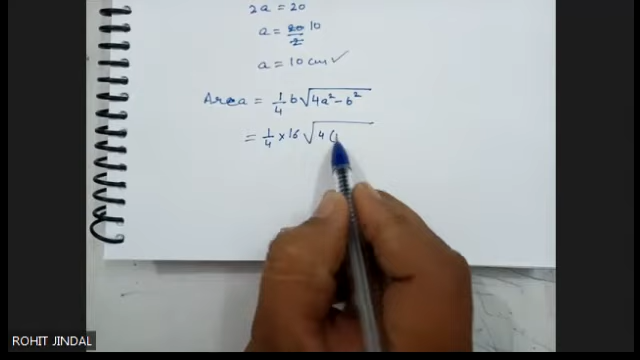 2a = 20
a = 20/2 10
a = 10 cm ✓
Area = 1/4 b √4a² - b²
= 1/4 × 16 √4 (
ROHIT JINDAL